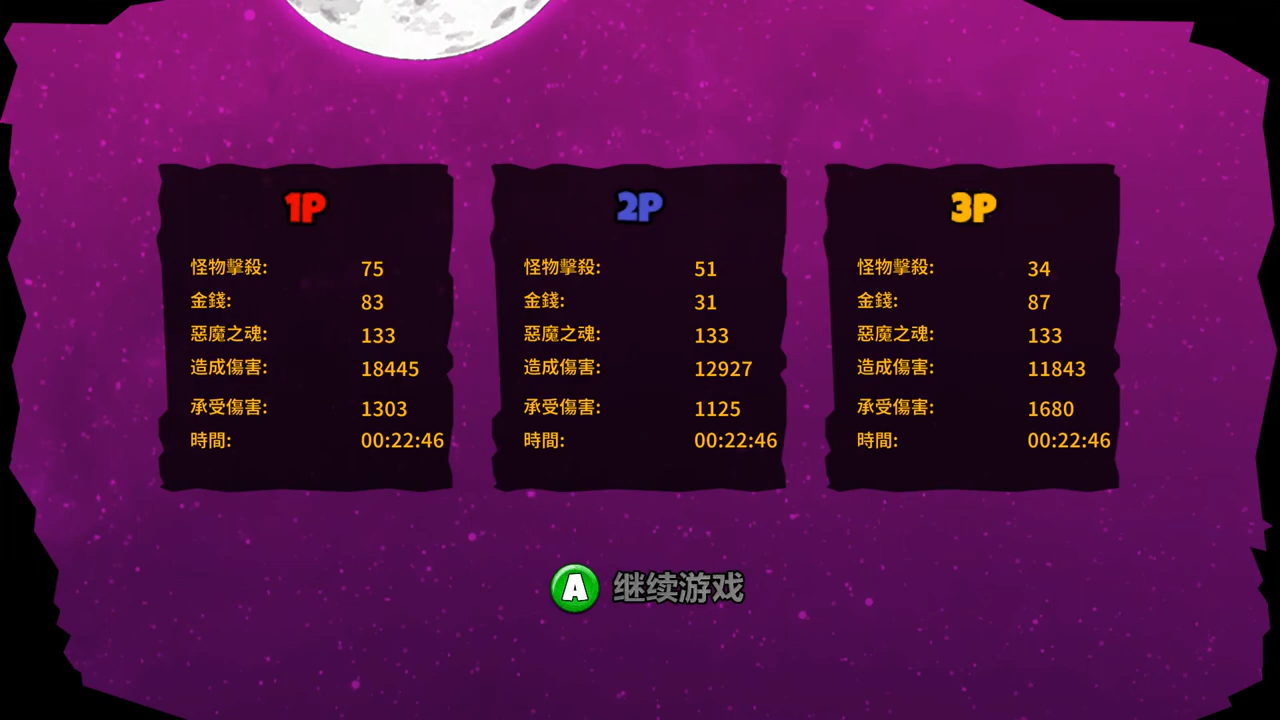 1P
怪物擊殺: 75
金錢: 83
惡魔之魂: 133
造成傷害: 18445
承受傷害: 1303
時間: 00:22:46
2P
怪物擊殺: 51
金錢: 31
惡魔之魂: 133
造成傷害: 12927
承受傷害: 1125
時間: 00:22:46
3P
怪物擊殺: 34
金錢: 87
惡魔之魂: 133
造成傷害: 11843
承受傷害: 1680
時間: 00:22:46
A 继续游戏